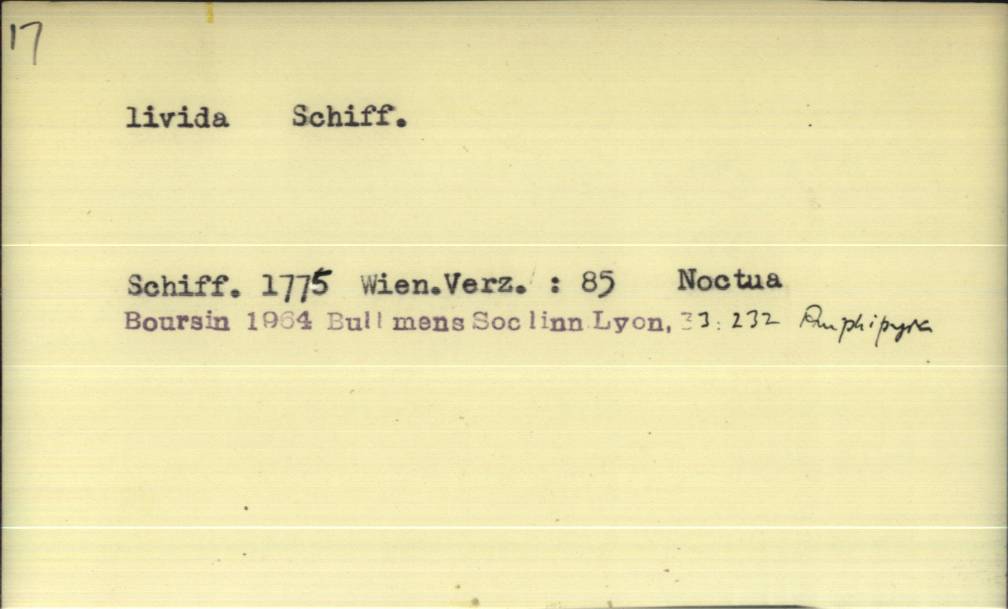 17
livida Schiff.
Schiff. 1775 Wien.Verz. : 85 Noctua
Boursin 1964 Bull mens Soc linn Lyon, 33: 232 Amphipyra